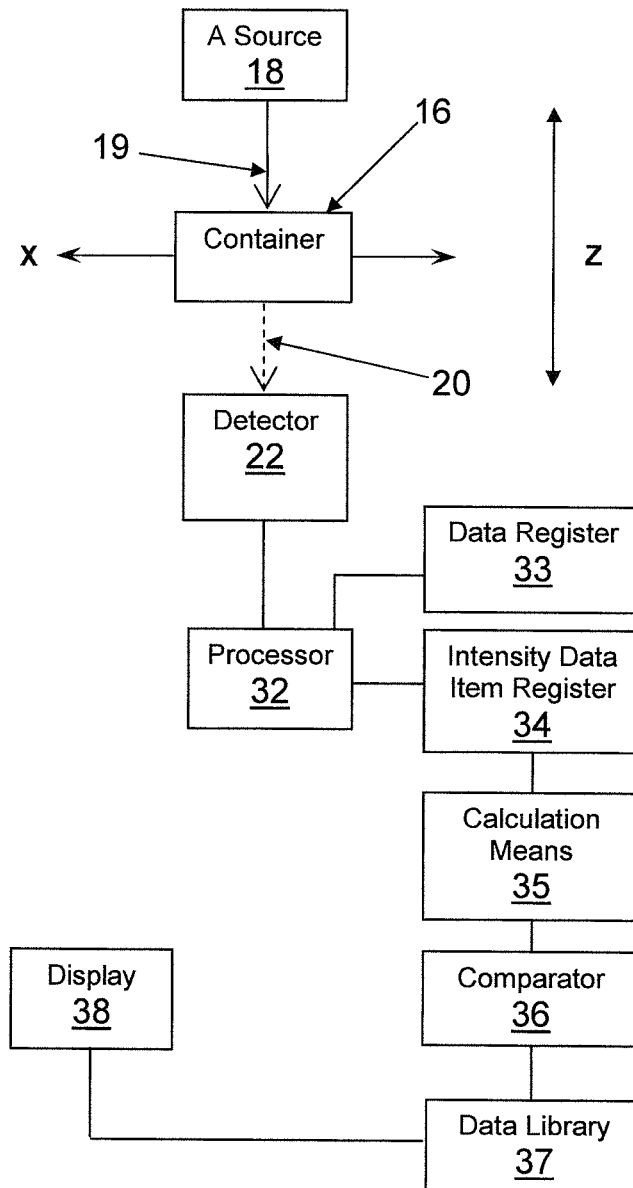 A Source
18
19
16
Container
X
Z
20
Detector
22
Data Register
33
Processor
32
Intensity Data
Item Register
34
Calculation
Means
35
Display
38
Comparator
36
Data Library
37